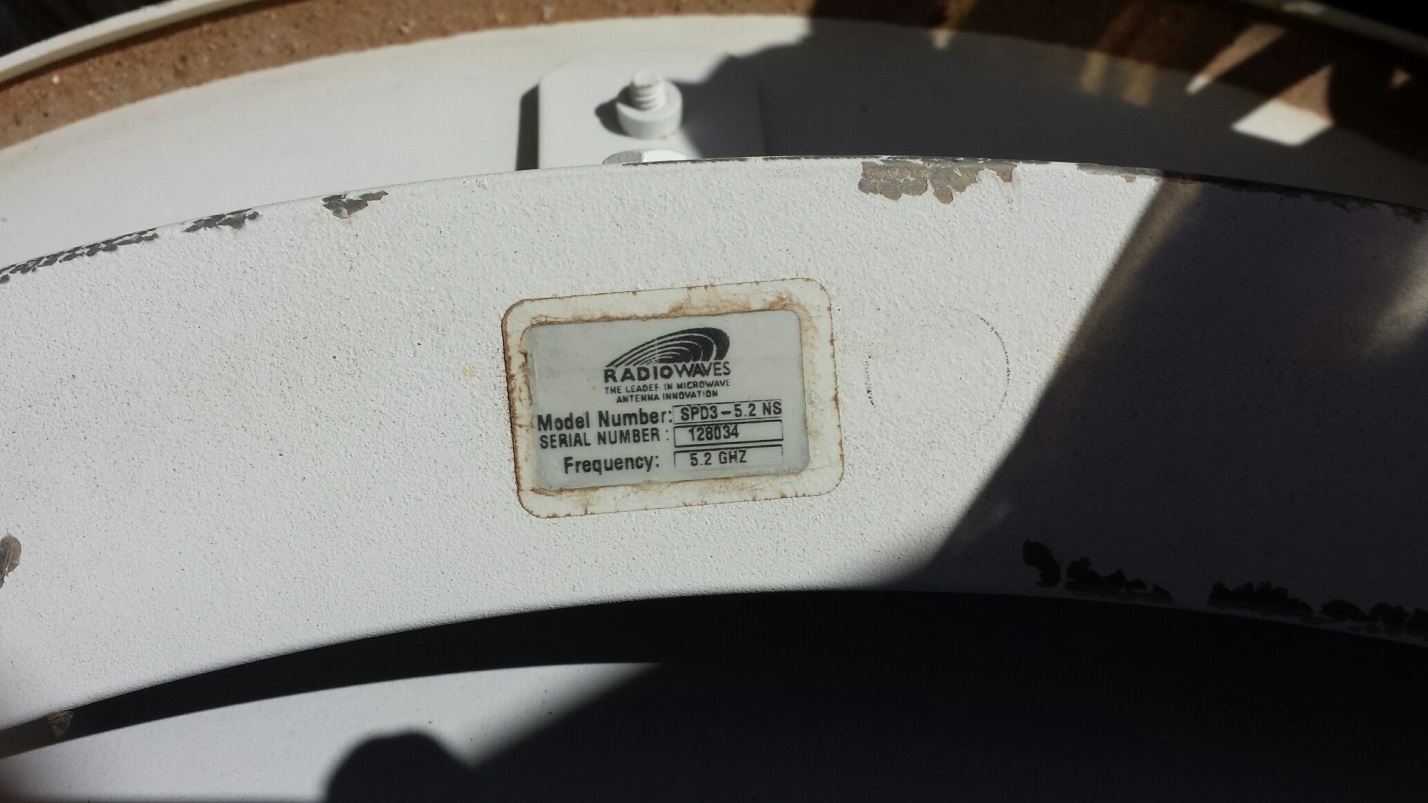 RADIOWAVES
THE LEADER IN MICROWAVE
ANTENNA INNOVATION
Model Number: SPD3-5.2 NS
SERIAL NUMBER: 128034
Frequency: 5.2 GHZ